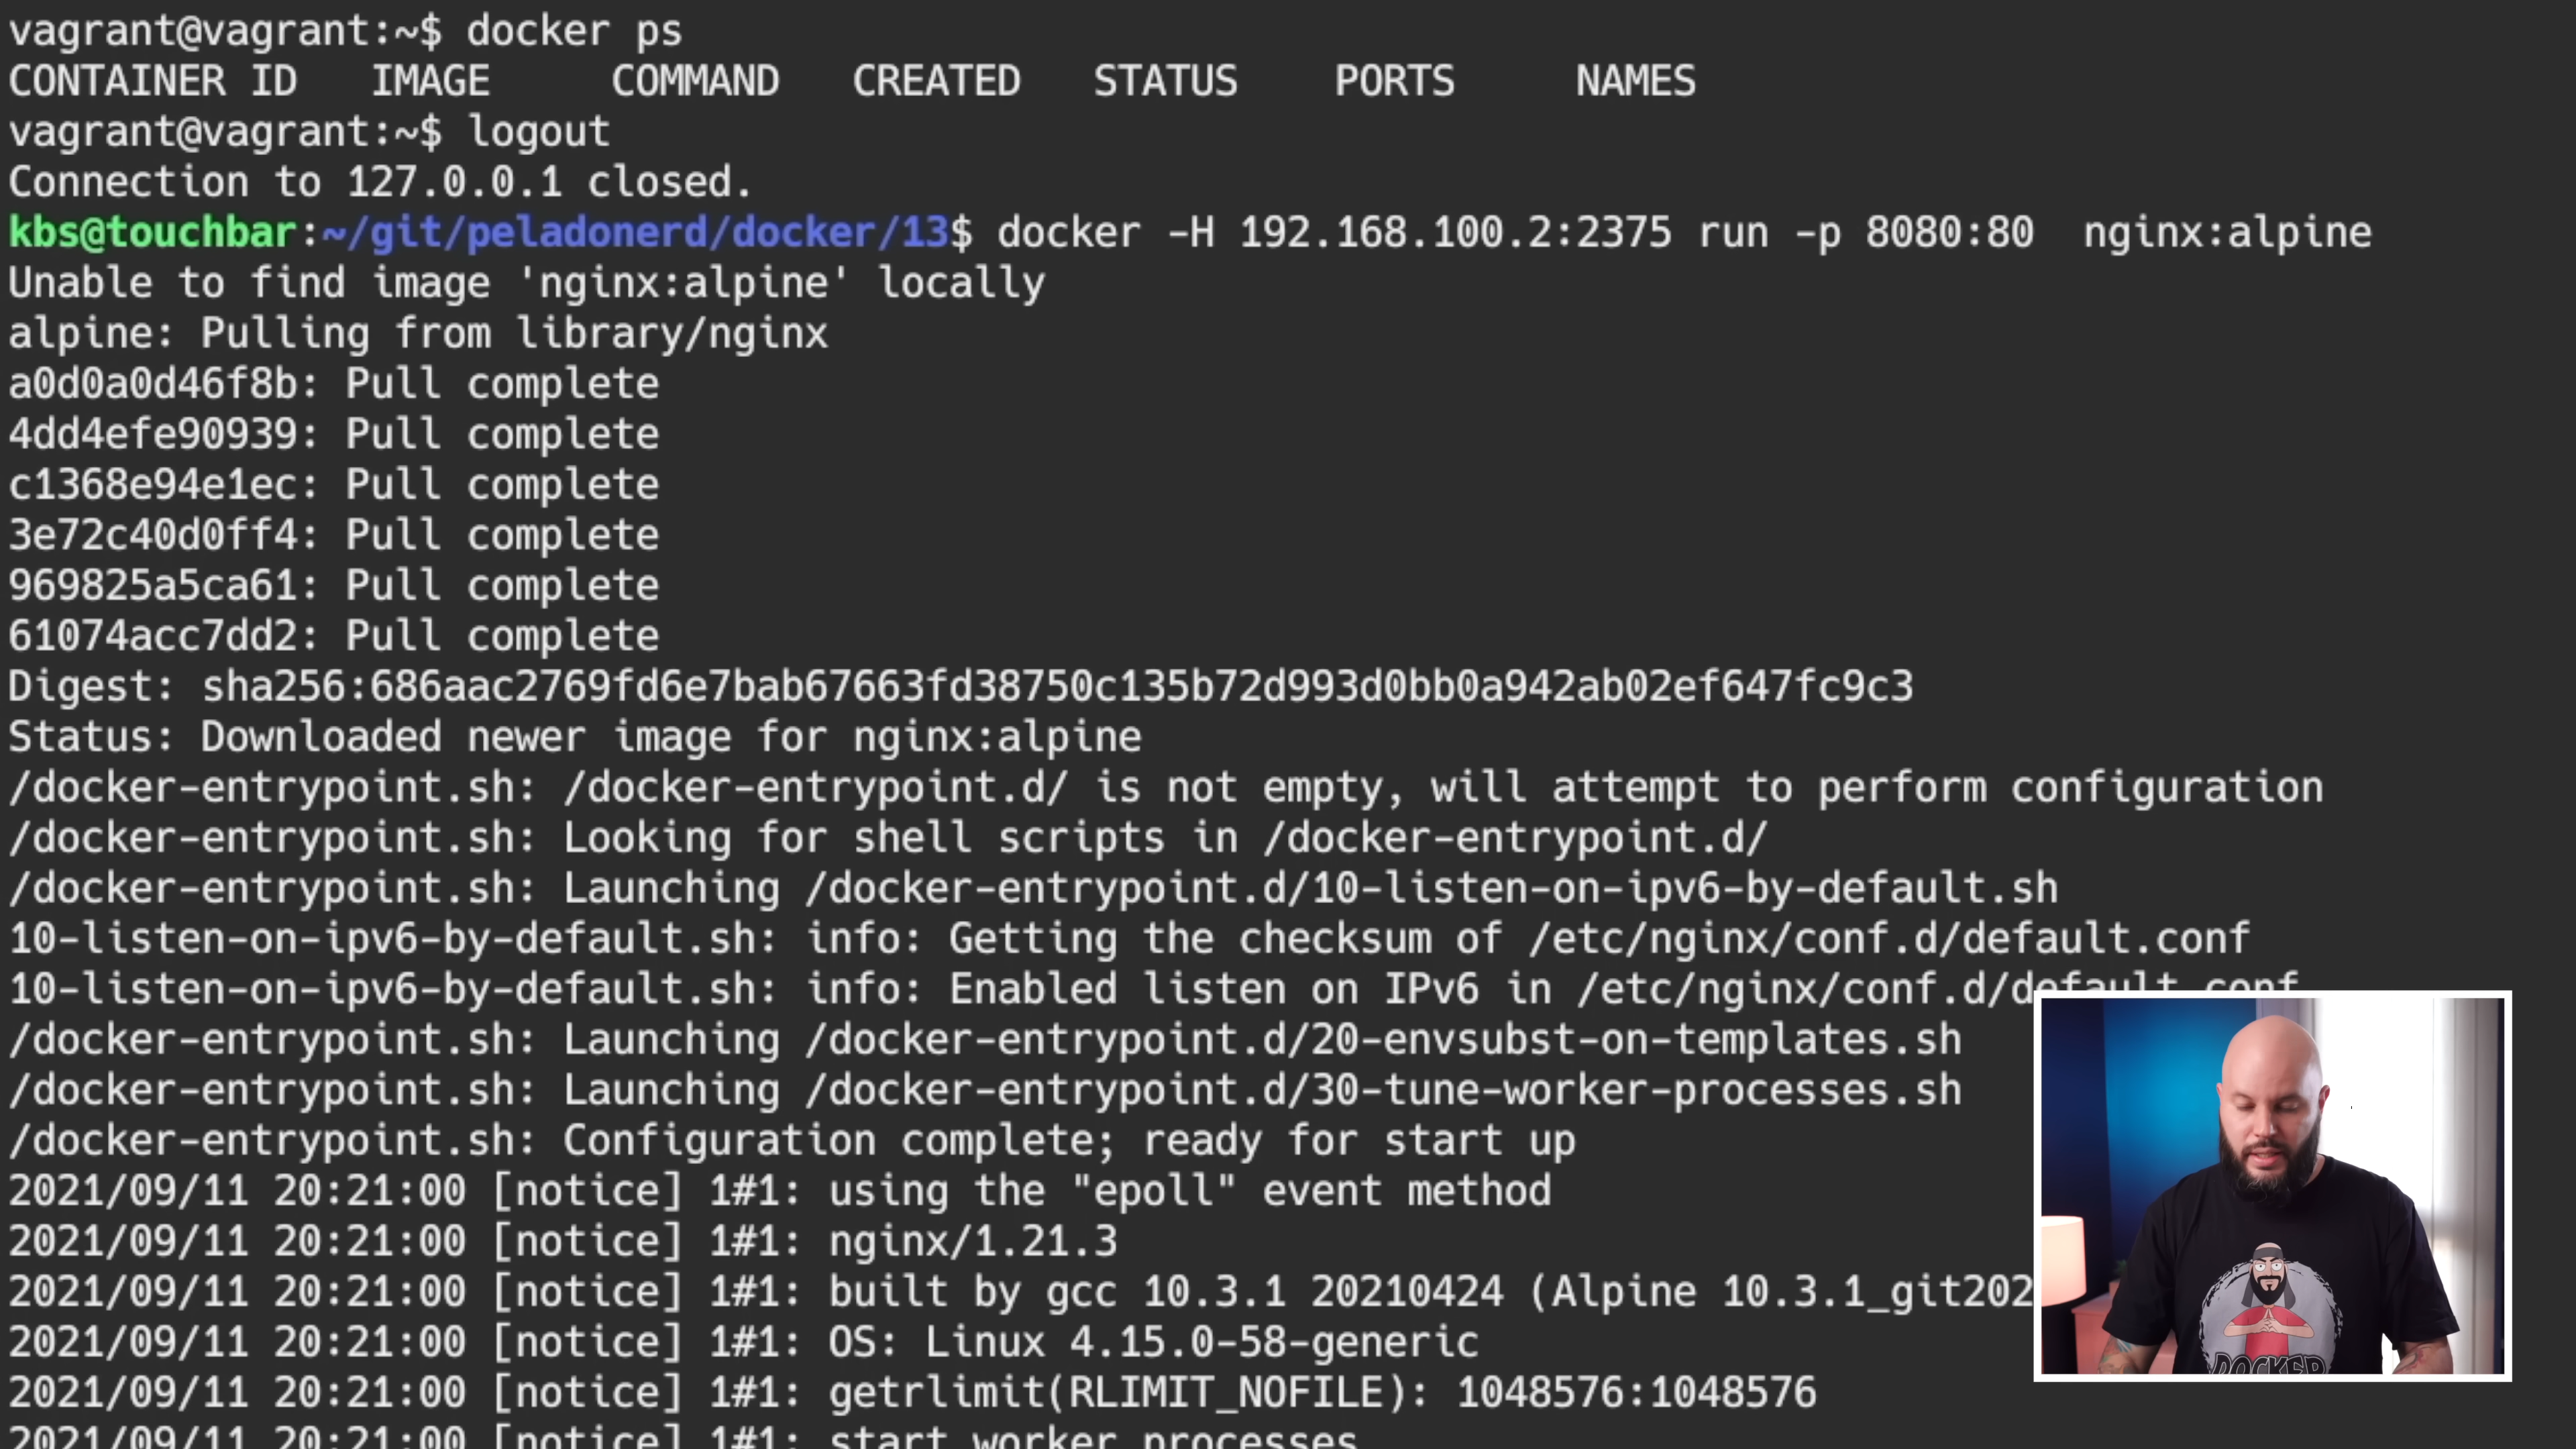 vagrant@vagrant:~$ docker ps
CONTAINER ID   IMAGE     COMMAND   CREATED   STATUS    PORTS     NAMES
vagrant@vagrant:~$ logout
Connection to 127.0.0.1 closed.
kbs@touchbar:~/git/peladonerd/docker/13$ docker -H 192.168.100.2:2375 run -p 8080:80  nginx:alpine
Unable to find image 'nginx:alpine' locally
alpine: Pulling from library/nginx
a0d0a0d46f8b: Pull complete
4dd4efe90939: Pull complete
c1368e94e1ec: Pull complete
3e72c40d0ff4: Pull complete
969825a5ca61: Pull complete
61074acc7dd2: Pull complete
Digest: sha256:686aac2769fd6e7bab67663fd38750c135b72d993d0bb0a942ab02ef647fc9c3
Status: Downloaded newer image for nginx:alpine
/docker-entrypoint.sh: /docker-entrypoint.d/ is not empty, will attempt to perform configuration
/docker-entrypoint.sh: Looking for shell scripts in /docker-entrypoint.d/
/docker-entrypoint.sh: Launching /docker-entrypoint.d/10-listen-on-ipv6-by-default.sh
10-listen-on-ipv6-by-default.sh: info: Getting the checksum of /etc/nginx/conf.d/default.conf
10-listen-on-ipv6-by-default.sh: info: Enabled listen on IPv6 in /etc/nginx/conf.d/default.conf
/docker-entrypoint.sh: Launching /docker-entrypoint.d/20-envsubst-on-templates.sh
/docker-entrypoint.sh: Launching /docker-entrypoint.d/30-tune-worker-processes.sh
/docker-entrypoint.sh: Configuration complete; ready for start up
2021/09/11 20:21:00 [notice] 1#1: using the "epoll" event method
2021/09/11 20:21:00 [notice] 1#1: nginx/1.21.3
2021/09/11 20:21:00 [notice] 1#1: built by gcc 10.3.1 20210424 (Alpine 10.3.1_git202
2021/09/11 20:21:00 [notice] 1#1: OS: Linux 4.15.0-58-generic
2021/09/11 20:21:00 [notice] 1#1: getrlimit(RLIMIT_NOFILE): 1048576:1048576
2021/09/11 20:21:00 [notice] 1#1: start worker processes
DOCKER